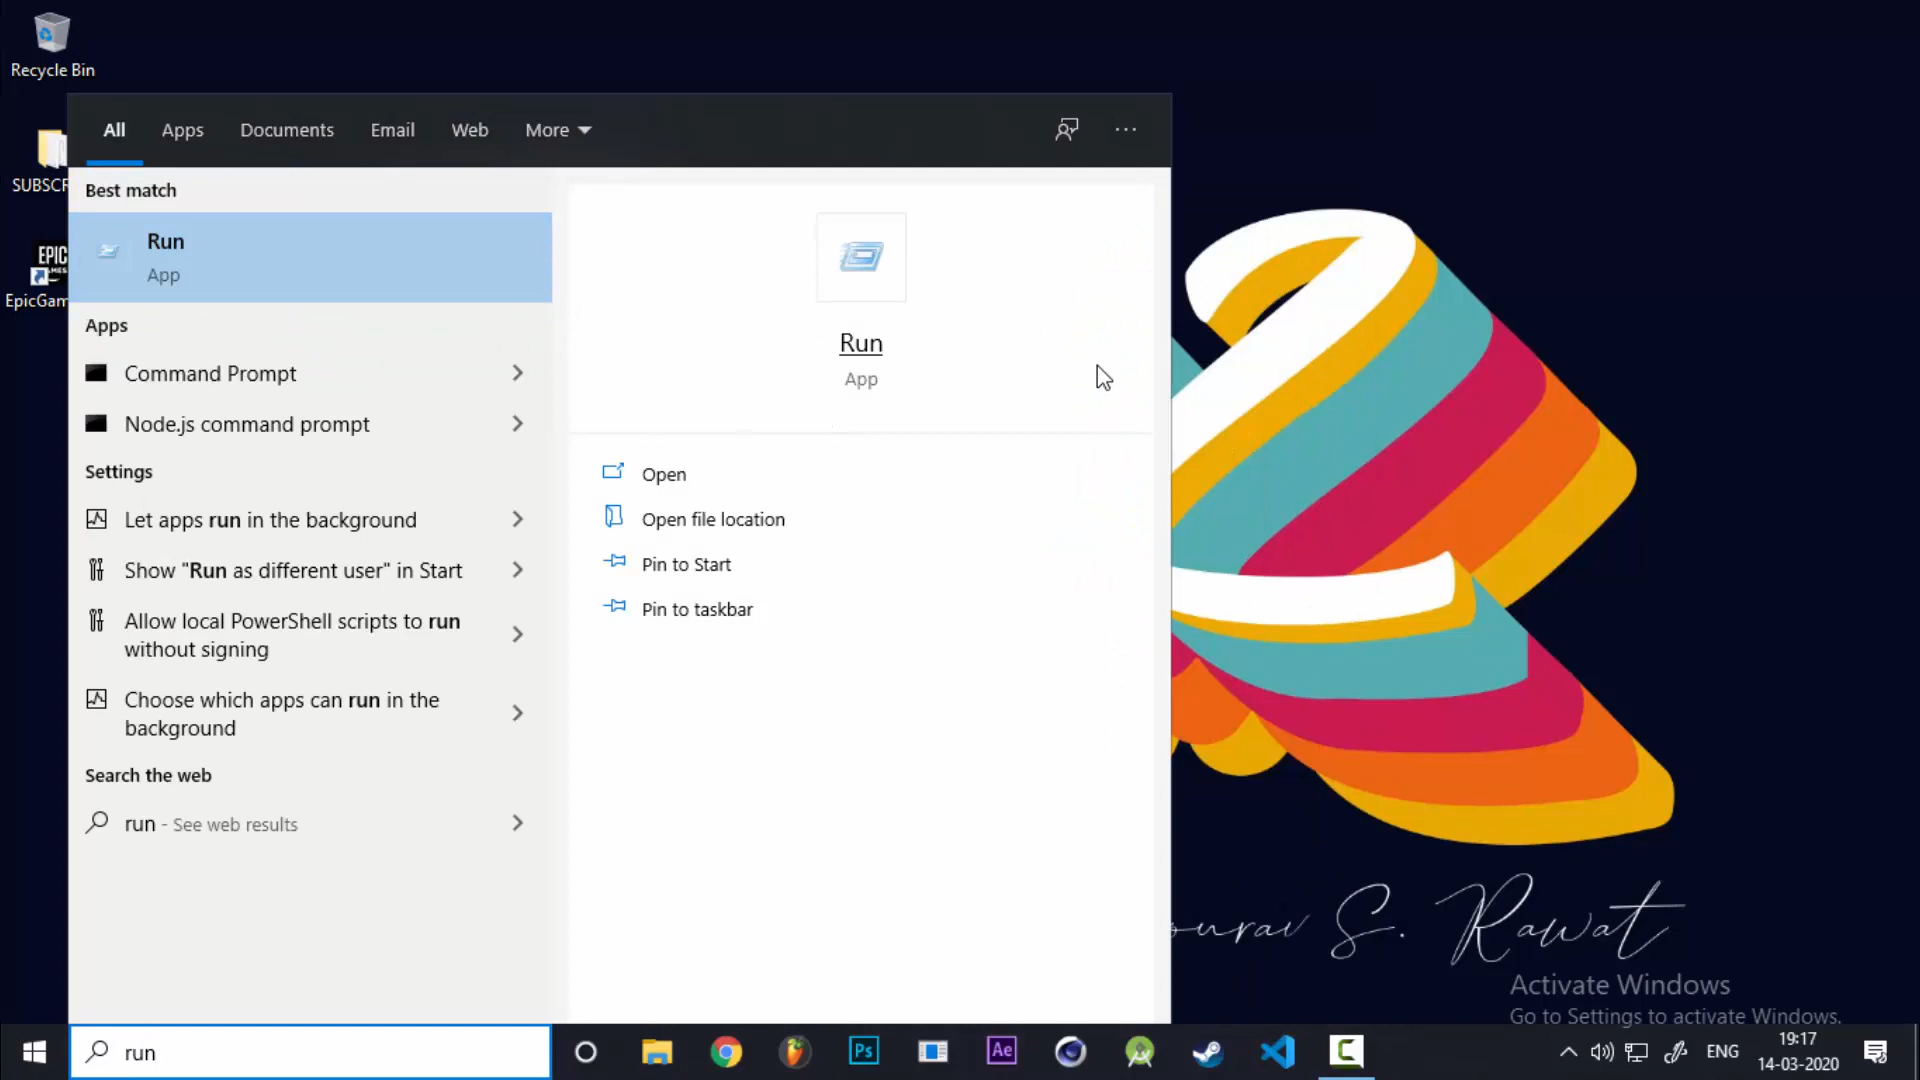 Recycle Bin
SUBSCR
EPIC
EpicGam
All
Apps
Documents
Email
Web
More
Best match
Run
App
Apps
Command Prompt
Node.js command prompt
Settings
Let apps run in the background
Show "Run as different user" in Start
Allow local PowerShell scripts to run
without signing
Choose which apps can run in the
background
Search the web
run - See web results
Run
App
Open
Open file location
Pin to Start
Pin to taskbar
ourav S. Rawat
Activate Windows
Go to Settings to activate Windows.
run
Ps
Ae
ENG
19:17
14-03-2020